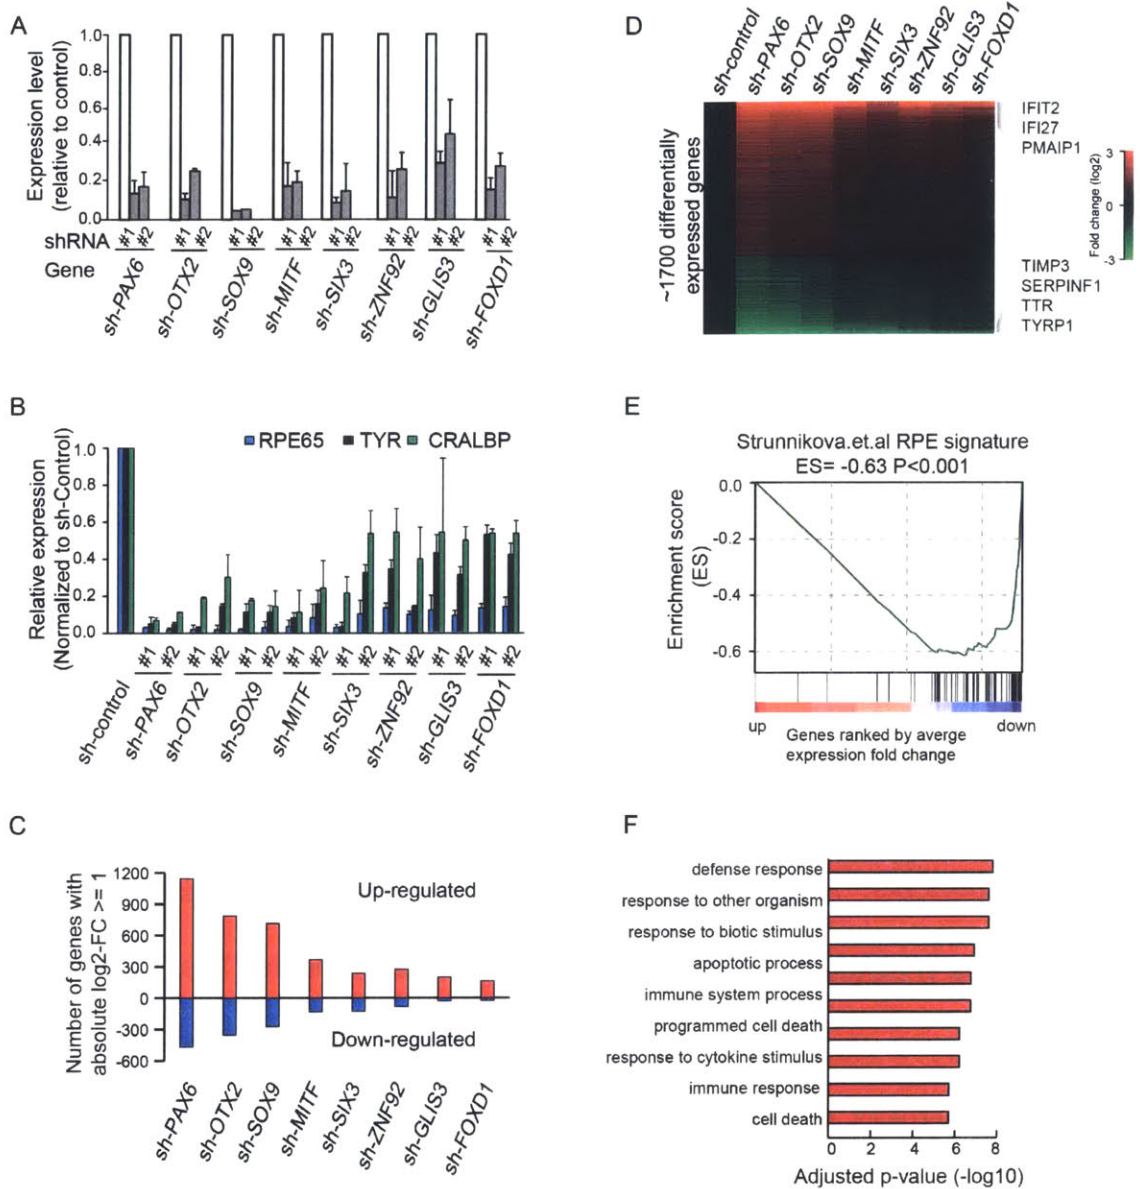 A
Expression level
(relative to control)
1.0
0.6
0.4
0.2
0.0
shRNA #1 #2 #1 #2 #1 #2 #1 #2 #1 #2 #1 #2 #1 #2 #1 #2
Gene
sh-PAX6 sh-OTX2 sh-SOX9 sh-MITF sh-SIX3 sh-ZNF92 sh-GLIS3 sh-FOXD1
B
Relative expression
(Normalized to sh-Control)
RPE65 TYR CRALBP
1.0
0.8
0.6
0.4
0.2
0.0
#1 #2 #1 #2 #1 #2 #1 #2 #1 #2 #1 #2 #1 #2 #1 #2
sh-control sh-PAX6 sh-OTX2 sh-SOX9 sh-MITF sh-SIX3 sh-ZNF92 sh-GLIS3 sh-FOXD1
C
Number of genes with
absolute log2-FC >= 1
1200
900
600
300
0
-300
-600
Up-regulated
Down-regulated
sh-PAX6 sh-OTX2 sh-SOX9 sh-MITF sh-SIX3 sh-ZNF92 sh-GLIS3 sh-FOXD1
D
sh-control sh-PAX6 sh-OTX2 sh-SOX9 sh-MITF sh-SIX3 sh-ZNF92 sh-GLIS3 sh-FOXD1
~1700 differentially
expressed genes
IFIT2
IFI27
PMAIP1
TIMP3
SERPINF1
TTR
TYRP1
Fold change (log2)
3
0
-3
E
Strunnikova.et.al RPE signature
ES= -0.63 P<0.001
Enrichment score
(ES)
0.0
-0.2
-0.4
-0.6
up down
Genes ranked by averge
expression fold change
F
defense response
response to other organism
response to biotic stimulus
apoptotic process
immune system process
programmed cell death
response to cytokine stimulus
immune response
cell death
0 2 4 6 8
Adjusted p-value (-log10)